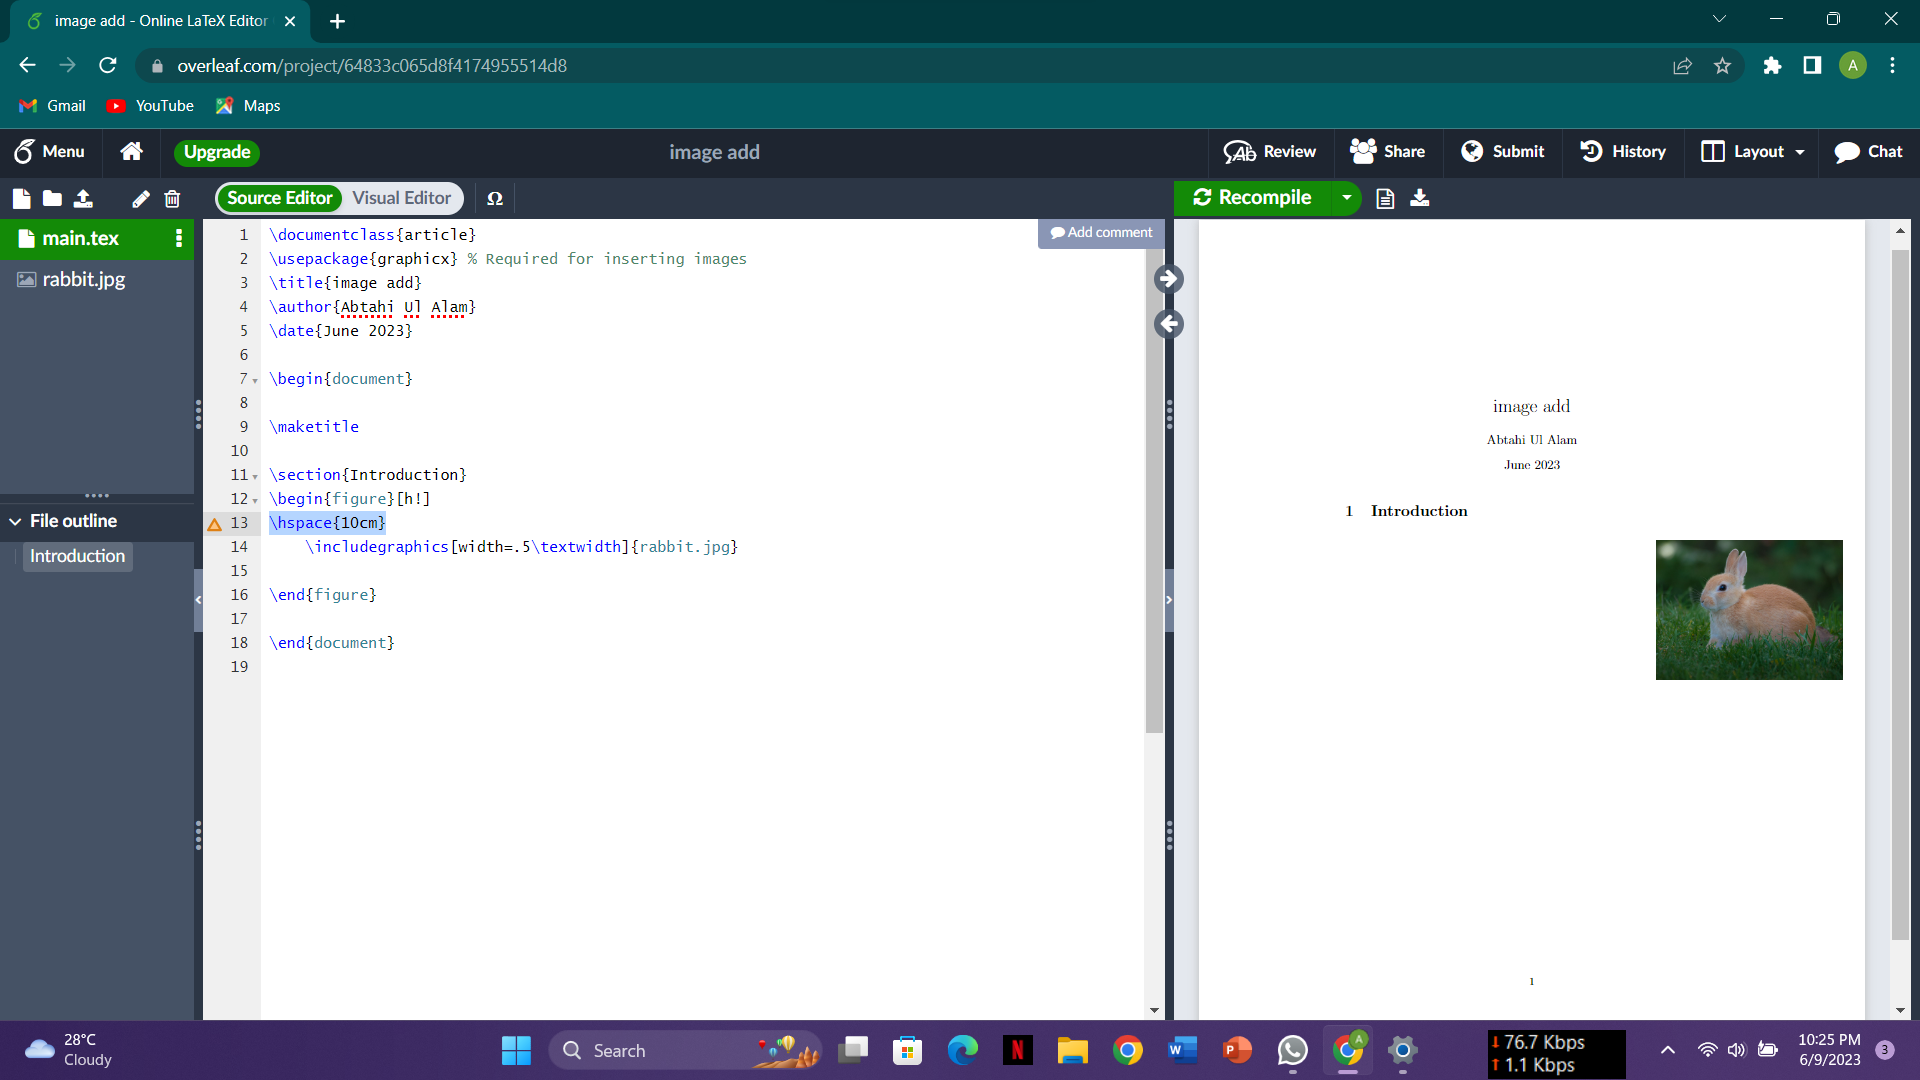 image add - Online LaTeX Editor
overleaf.com/project/64833c065d8f4174955514d8
A
Gmail
YouTube
Maps
Menu
Upgrade
image add
Review
Share
Submit
History
Layout
Chat
Source Editor
Visual Editor
Ω
Recompile
main.tex
rabbit.jpg
File outline
Introduction
Add comment
1 \documentclass{article}
2 \usepackage{graphicx} % Required for inserting images
3 \title{image add}
4 \author{Abtahi Ul Alam}
5 \date{June 2023}
6
7 \begin{document}
8
9 \maketitle
10
11 \section{Introduction}
12 \begin{figure}[h!]
13 \hspace{10cm}
14 \includegraphics[width=.5\textwidth]{rabbit.jpg}
15
16 \end{figure}
17
18 \end{document}
19
image add
Abtahi Ul Alam
June 2023
1 Introduction
1
28°C
Cloudy
Search
A
76.7 Kbps
1.1 Kbps
10:25 PM
6/9/2023
3